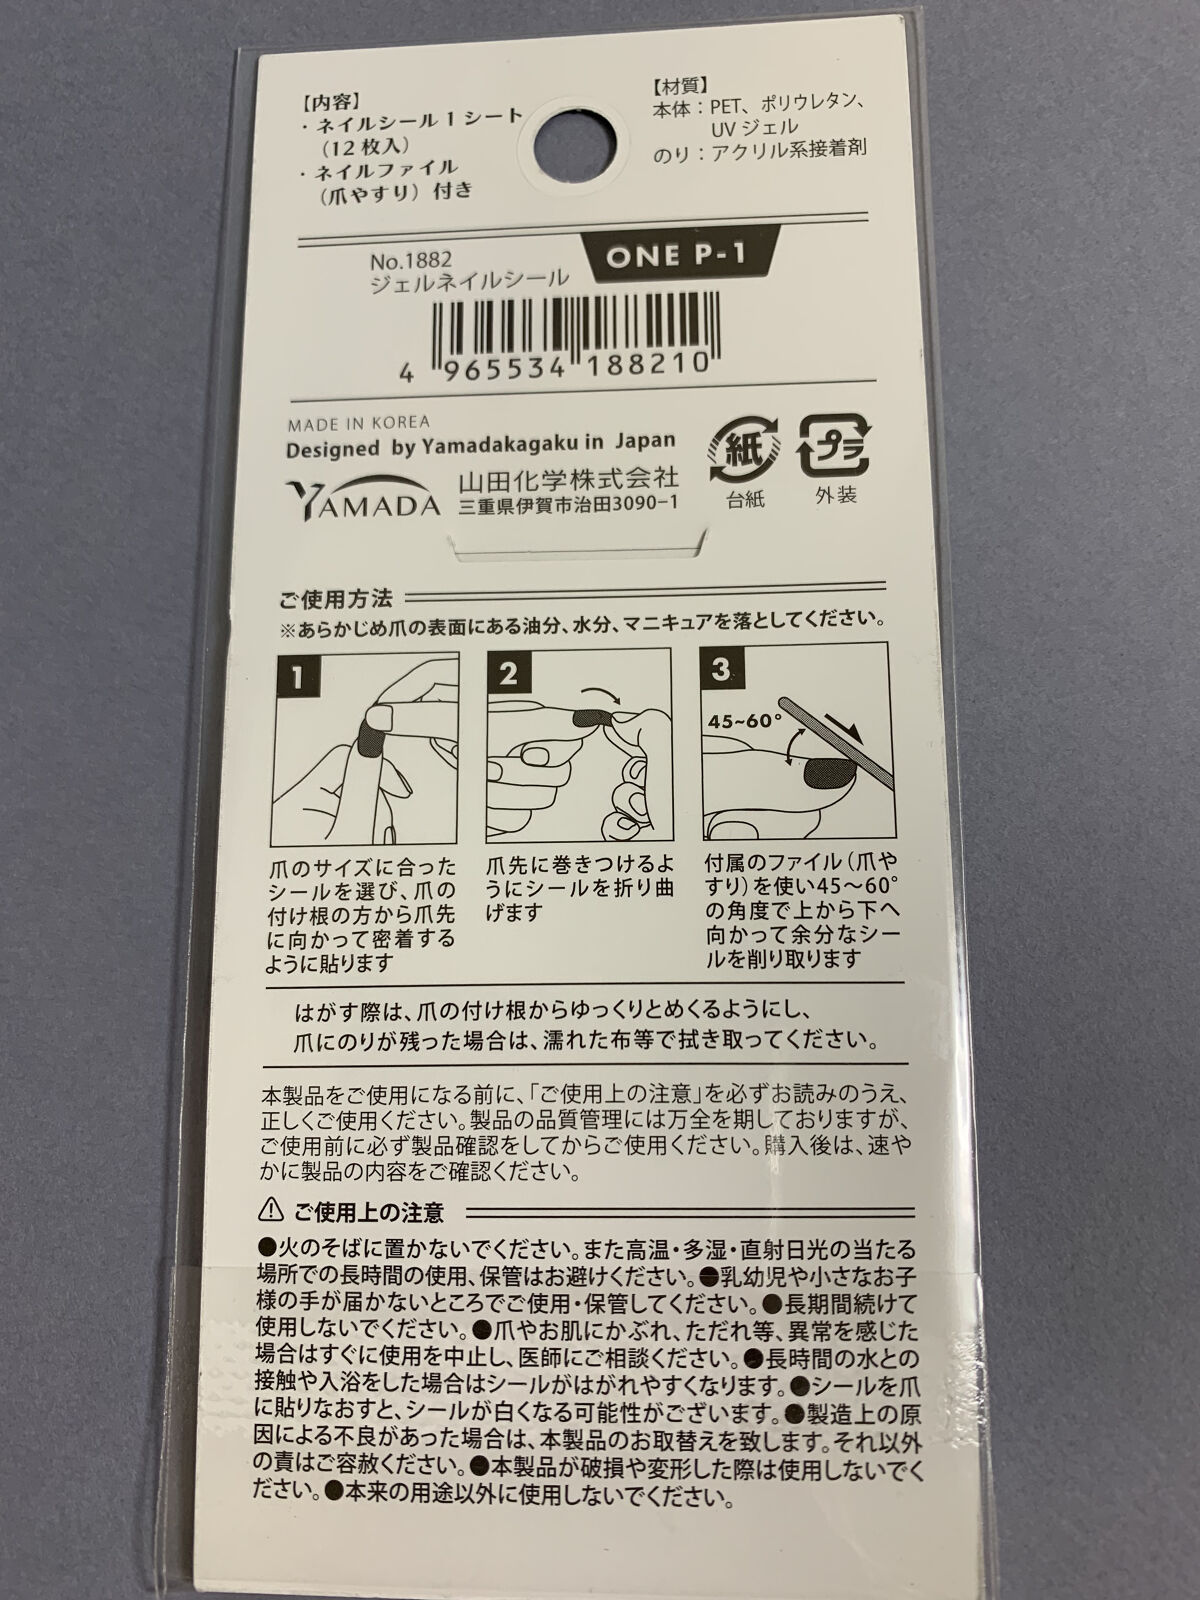 【内容】
・ネイルシール1シート
（12枚入）
・ネイルファイル
（爪やすり）付き
【材質】
本体：PET、ポリウレタン、
UVジェル
のり：アクリル系接着剤
No.1882
ジェルネイルシール
ONE P-1
4 965534 188210
MADE IN KOREA
Designed by Yamadakagaku in Japan
YAMADA
山田化学株式会社
三重県伊賀市治田3090-1
紙
台紙
プラ
外装
ご使用方法
※あらかじめ爪の表面にある油分、水分、マニキュアを落としてください。
1
2
3
45~60°
爪のサイズに合った
シールを選び、爪の
付け根の方から爪先
に向かって密着する
ように貼ります
爪先に巻きつけるよ
うにシールを折り曲
げます
付属のファイル（爪や
すり）を使い45～60°
の角度で上から下へ
向かって余分なシー
ルを削り取ります
はがす際は、爪の付け根からゆっくりとめくるようにし、
爪にのりが残った場合は、濡れた布等で拭き取ってください。
本製品をご使用になる前に、「ご使用上の注意」を必ずお読みのうえ、
正しくご使用ください。製品の品質管理には万全を期しておりますが、
ご使用前に必ず製品確認をしてからご使用ください。購入後は、速や
かに製品の内容をご確認ください。
⚠ ご使用上の注意
●火のそばに置かないでください。また高温・多湿・直射日光の当たる
場所での長時間の使用、保管はお避けください。●乳幼児や小さなお子
様の手が届かないところでご使用・保管してください。●長期間続けて
使用しないでください。●爪やお肌にかぶれ、ただれ等、異常を感じた
場合はすぐに使用を中止し、医師にご相談ください。●長時間の水との
接触や入浴をした場合はシールがはがれやすくなります。●シールを爪
に貼りなおすと、シールが白くなる可能性がございます。●製造上の原
因による不良があった場合は、本製品のお取替えを致します。それ以外
の責はご容赦ください。●本製品が破損や変形した際は使用しないでく
ださい。●本来の用途以外に使用しないでください。